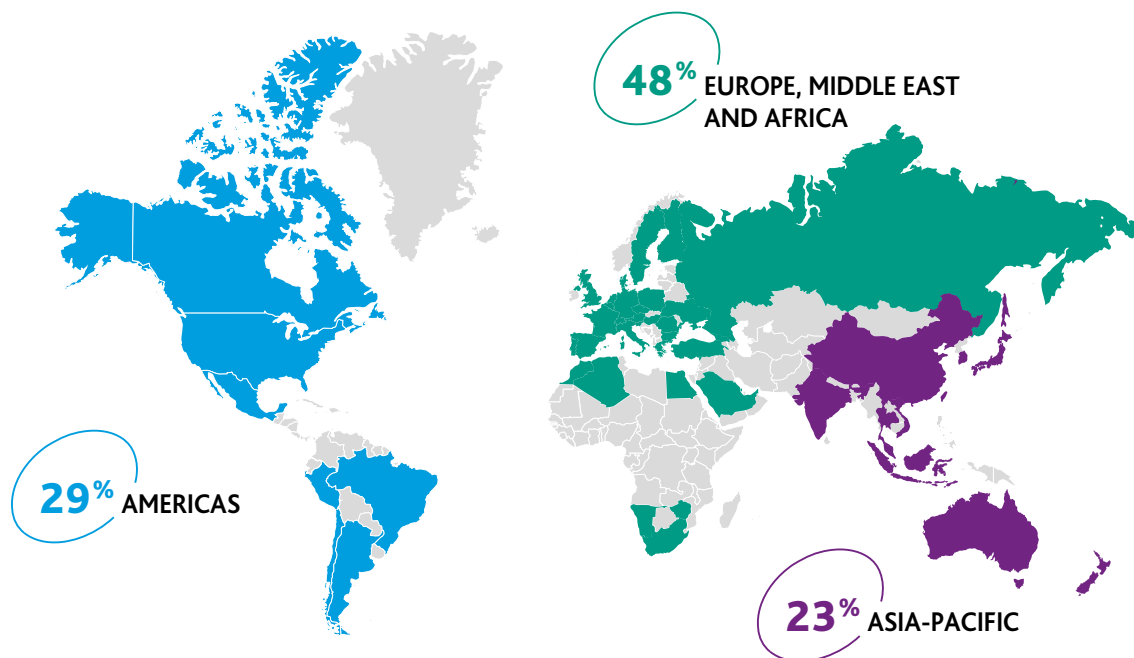 48%
EUROPE, MIDDLE EAST
AND AFRICA
29% AMERICAS
23% ASIA-PACIFIC